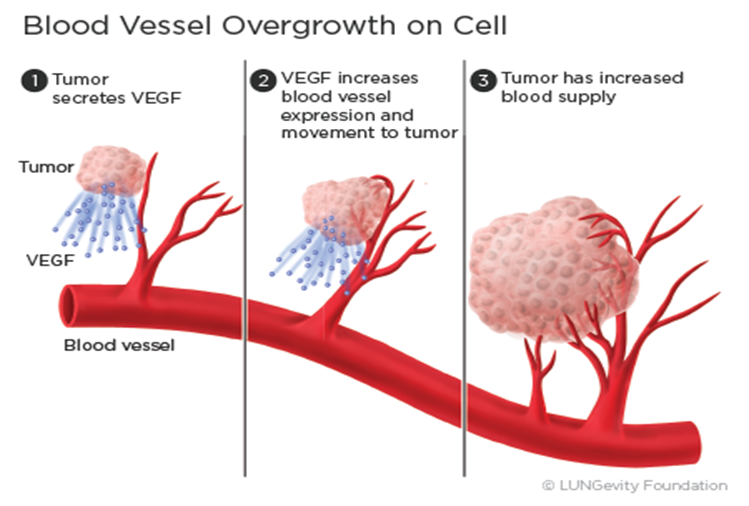 Blood Vessel Overgrowth on Cell
1 Tumor
secretes VEGF
2 VEGF increases
blood vessel
expression and
movement to tumor
3 Tumor has increased
blood supply
Tumor
VEGF
Blood vessel
© LUNGevity Foundation